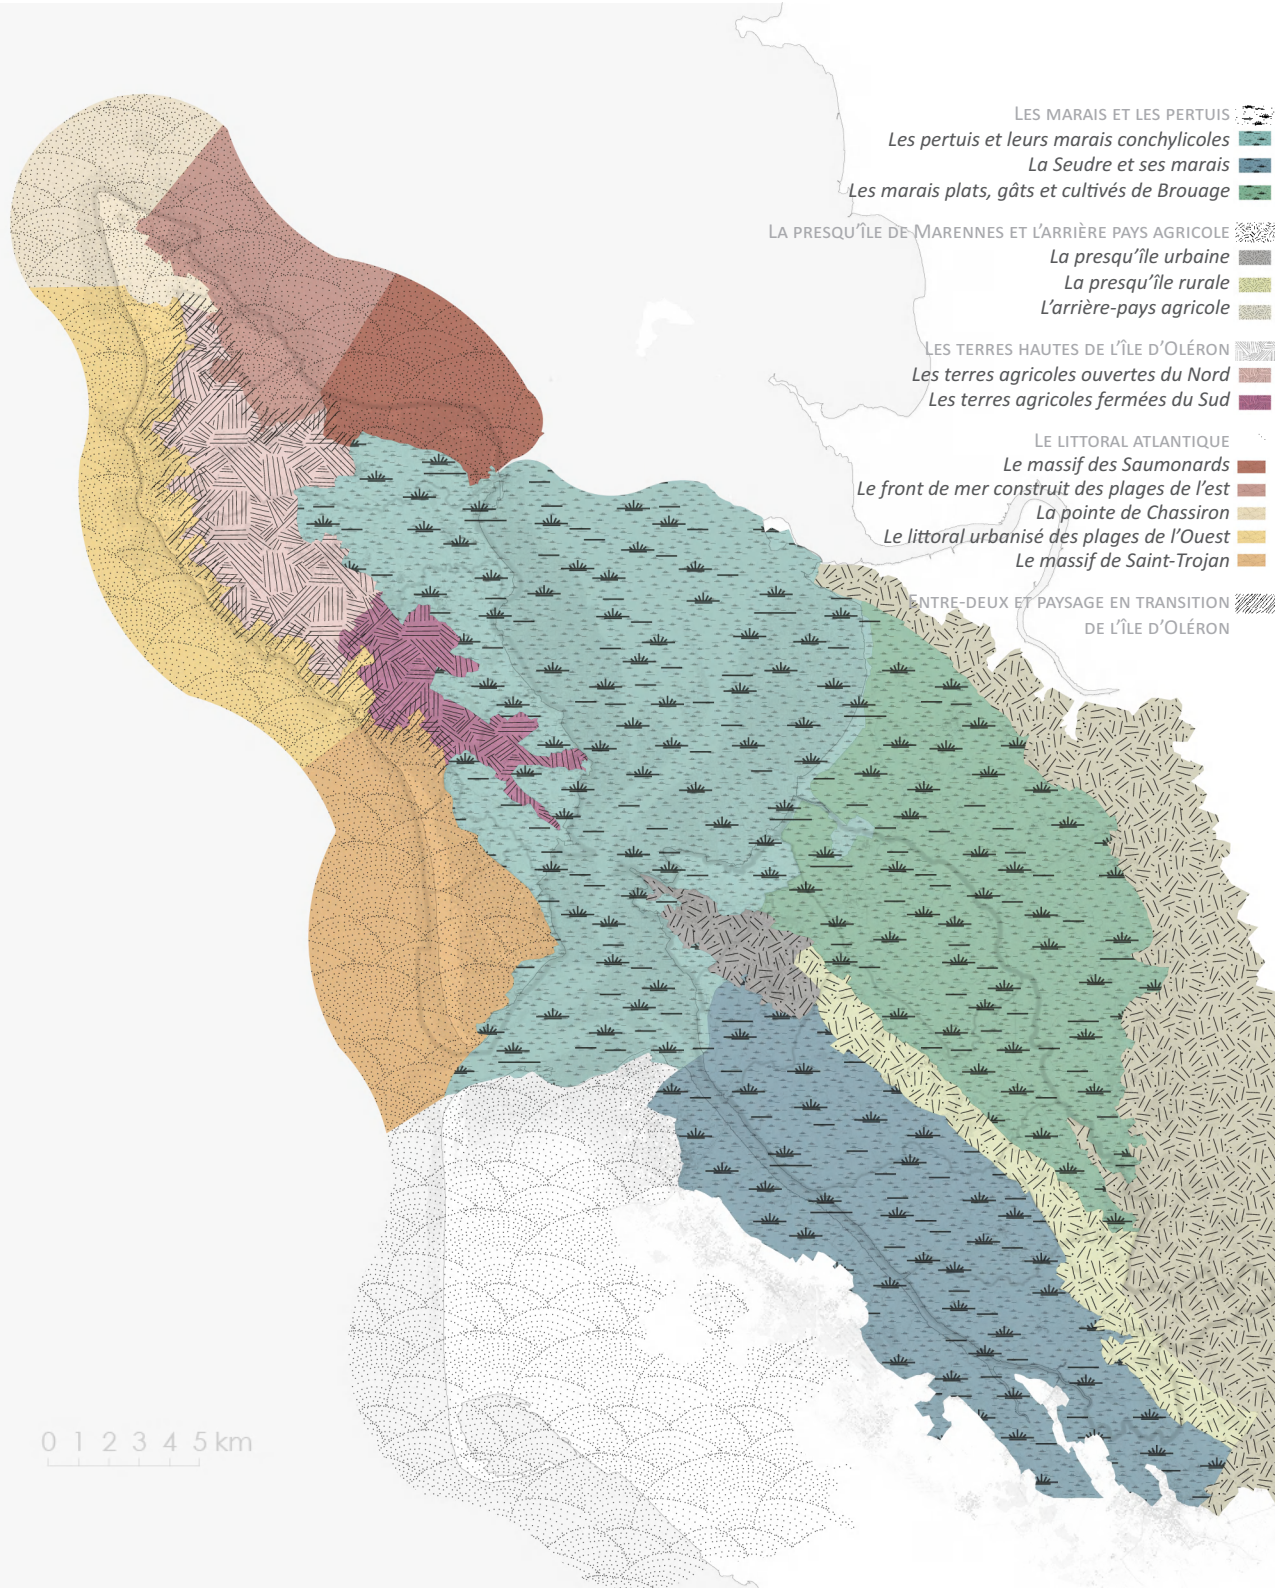 LES MARAIS ET LES PERTUIS
Les pertuis et leurs marais conchylicoles
La Seudre et ses marais
Les marais plats, gâts et cultivés de Brouage
LA PRESQU'ÎLE DE MARENNES ET L'ARRIÈRE PAYS AGRICOLE
La presqu'île urbaine
La presqu'île rurale
L'arrière-pays agricole
LES TERRES HAUTES DE L'ÎLE D'OLÉRON
Les terres agricoles ouvertes du Nord
Les terres agricoles fermées du Sud
LE LITTORAL ATLANTIQUE
Le massif des Saumonards
Le front de mer construit des plages de l'est
La pointe de Chassiron
Le littoral urbanisé des plages de l'Ouest
Le massif de Saint-Trojan
ENTRE-DEUX ET PAYSAGE EN TRANSITION
DE L'ÎLE D'OLÉRON
0 1 2 3 4 5 km